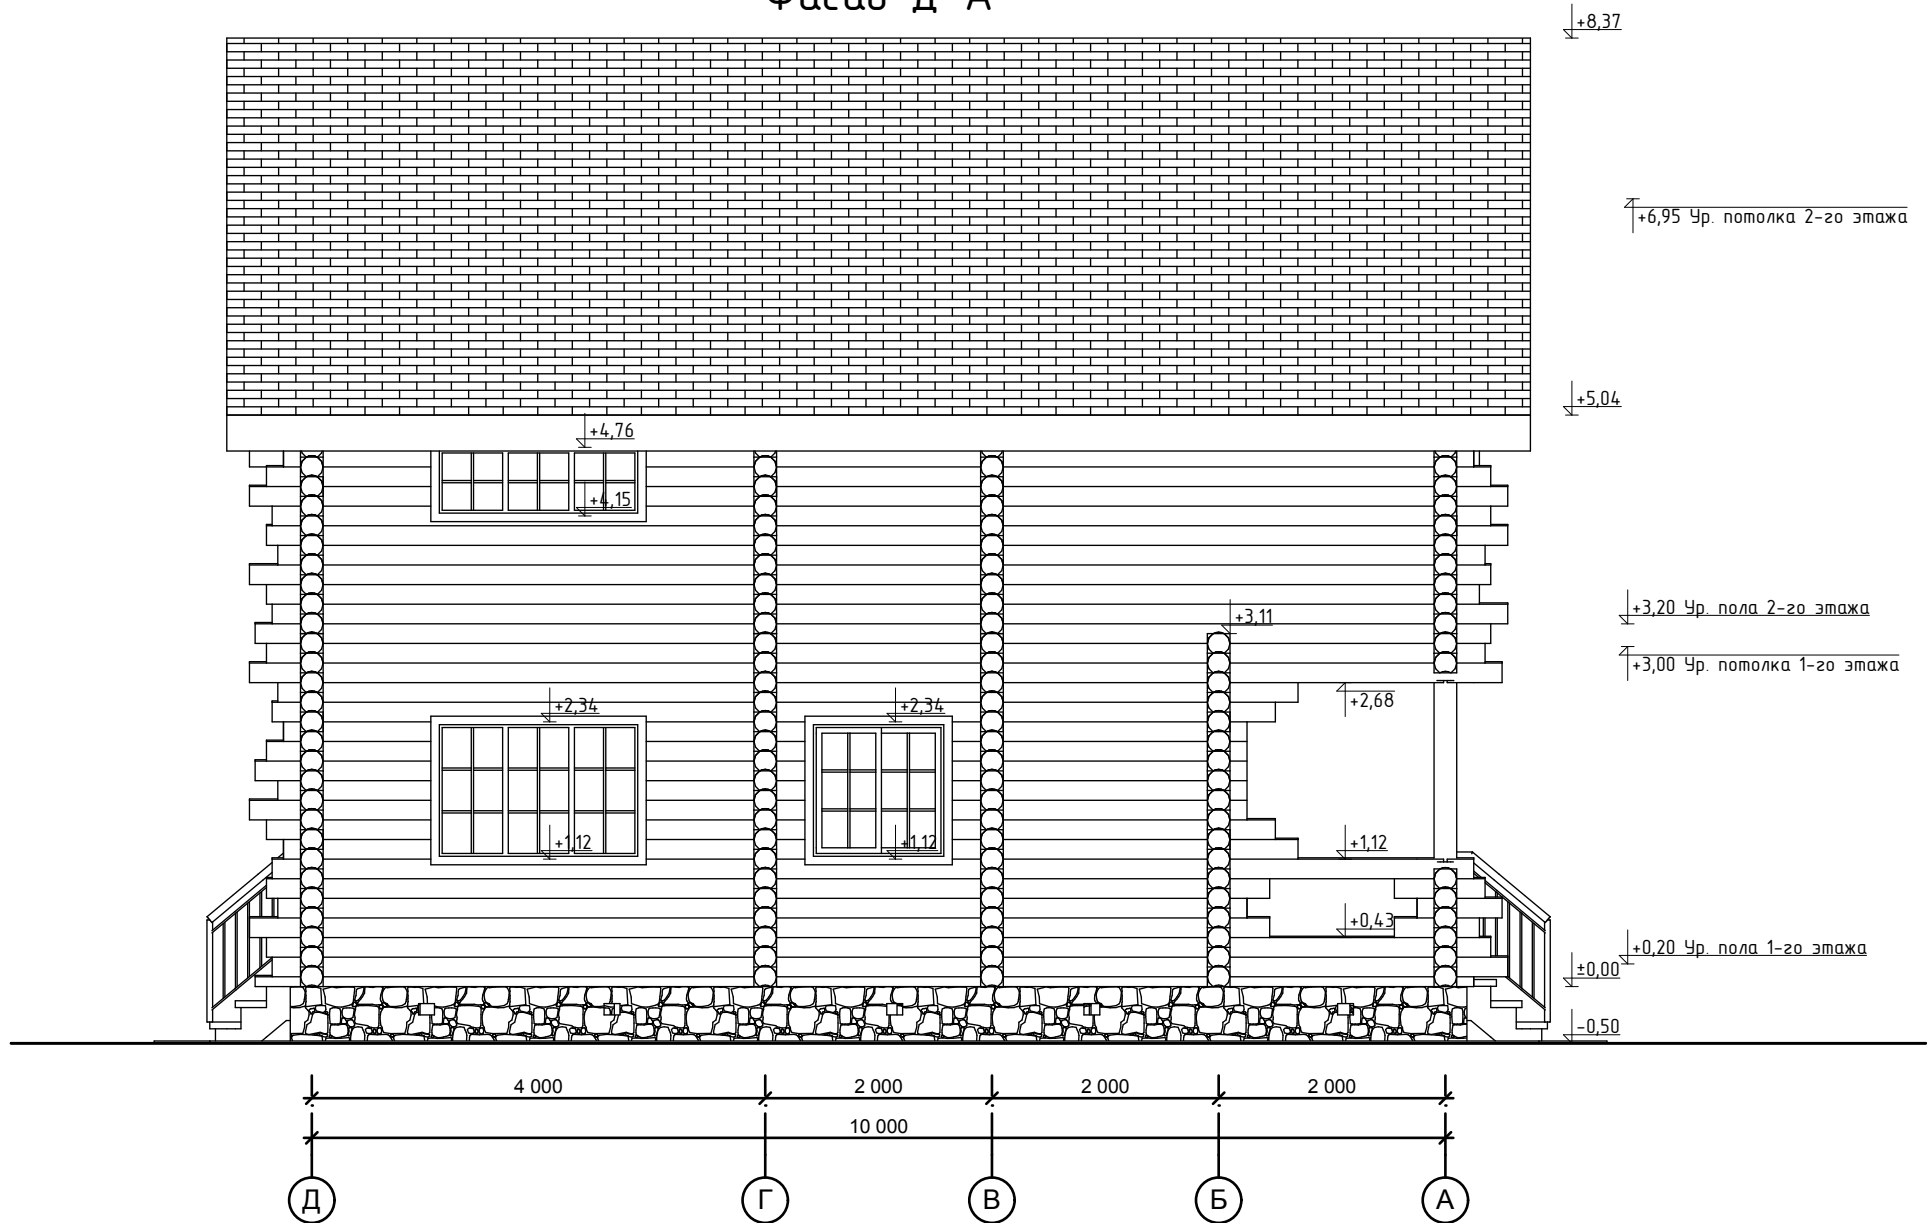 Фасад Д-А
+8,37
+6,95 Ур. потолка 2-го этажа
+5,04
+4,76
+4,15
+3,20 Ур. пола 2-го этажа
+3,11
+3,00 Ур. потолка 1-го этажа
+2,34
+2,34
+2,68
+1,12
+1,12
+1,12
+0,43
+0,20 Ур. пола 1-го этажа
±0,00
-0,50
4 000
2 000
2 000
2 000
10 000
Д
Г
В
Б
А